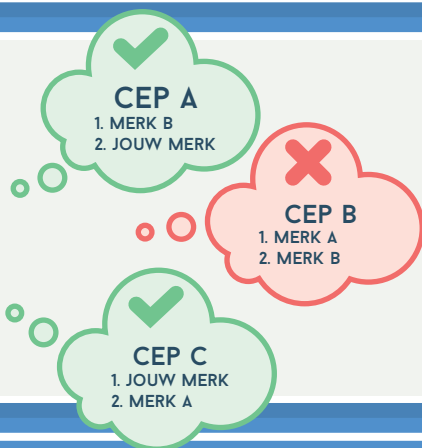 CEP A
1. MERK B
2. JOUW MERK
CEP B
1. MERK A
2. MERK B
CEP C
1. JOUW MERK
2. MERK A